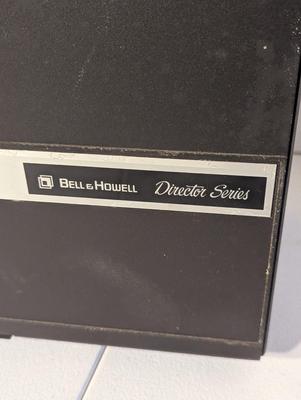 BELL & HOWELL Director Series